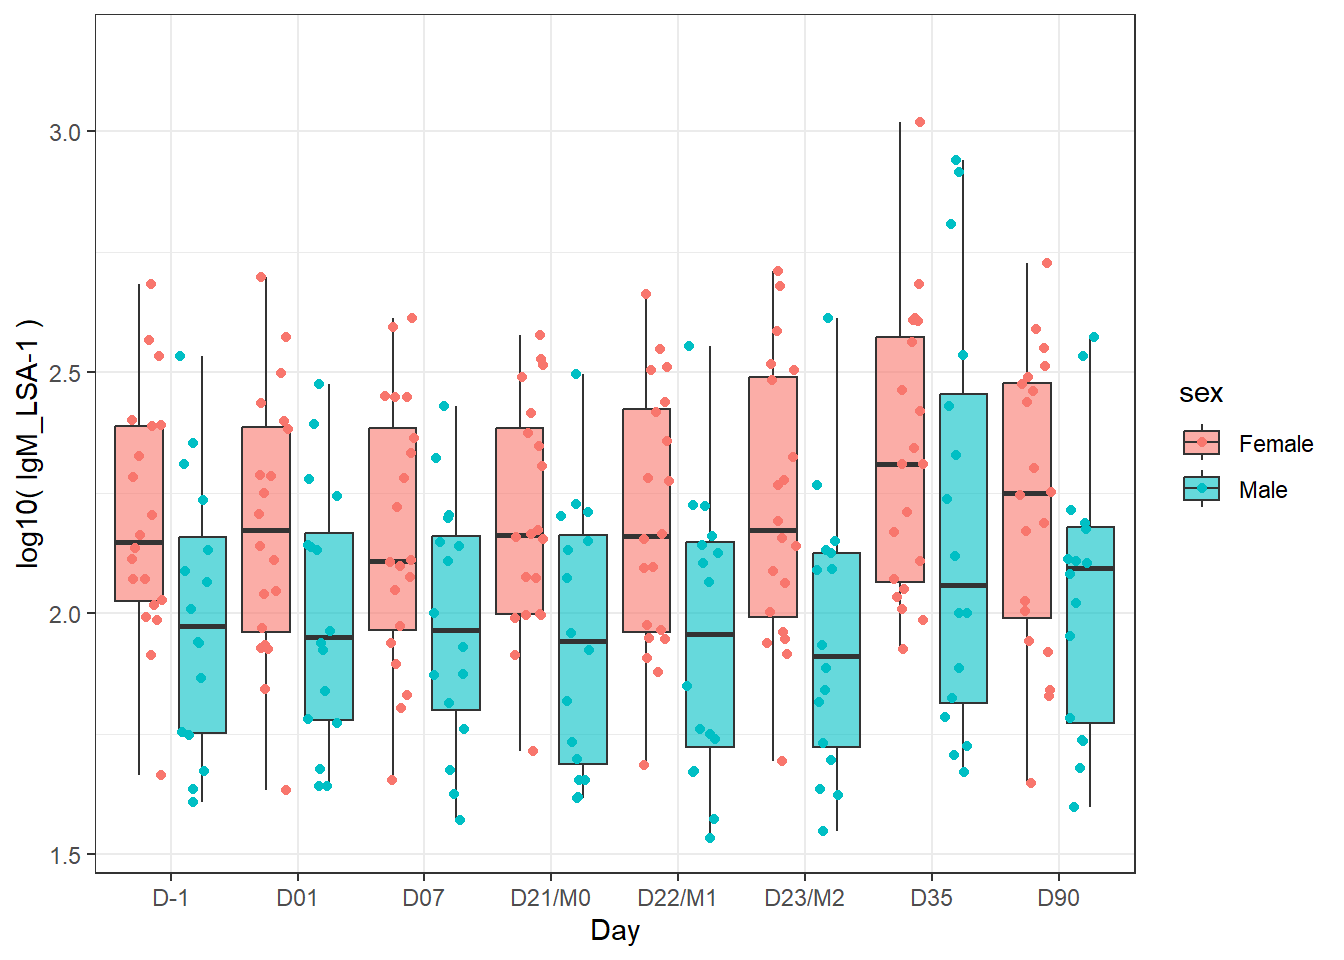 log10( IgM_LSA-1 )
3.0
2.5
2.0
1.5
D-1 D01 D07 D21/M0 D22/M1 D23/M2 D35 D90
Day
sex
Female
Male